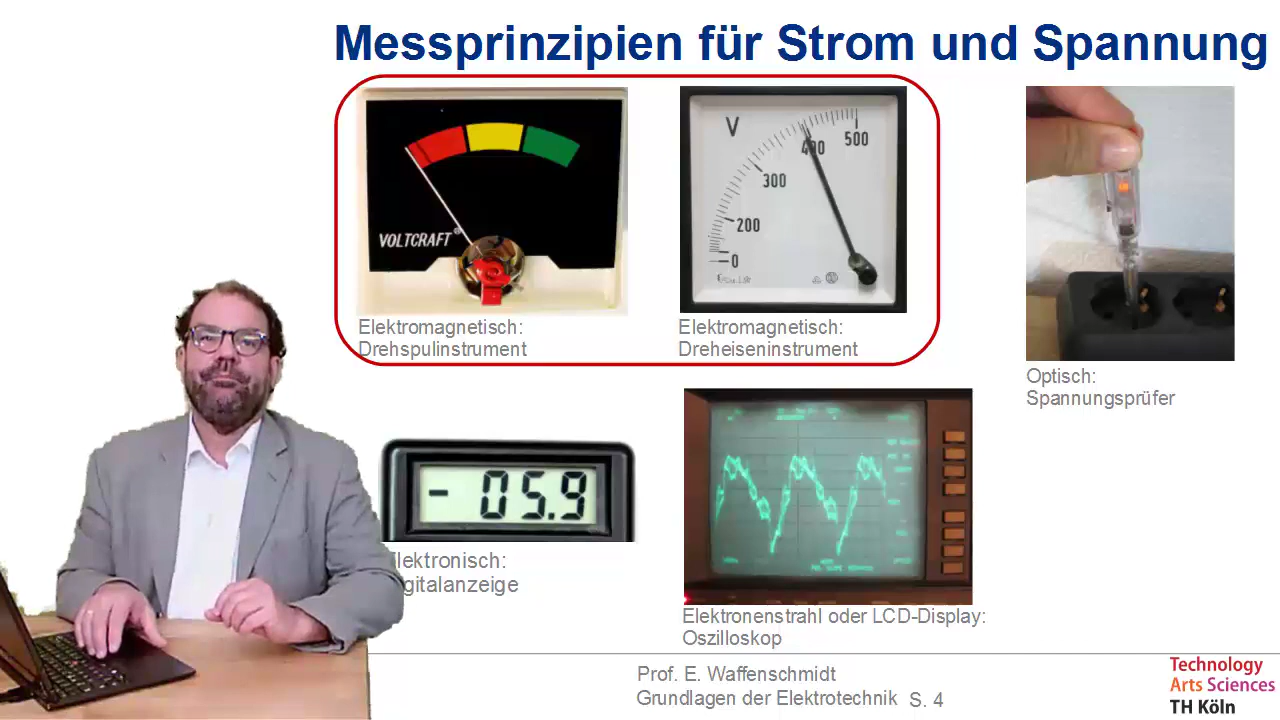 Messprinzipien für Strom und Spannung
VOLTCRAFT®
V
500
400
300
200
0
Elektromagnetisch:
Drehspulinstrument
Elektromagnetisch:
Dreheiseninstrument
Optisch:
Spannungsprüfer
- 05.9
lektronisch:
gitalanzeige
Elektronenstrahl oder LCD-Display:
Oszilloskop
Prof. E. Waffenschmidt
Grundlagen der Elektrotechnik S. 4
Technology
Arts Sciences
TH Köln